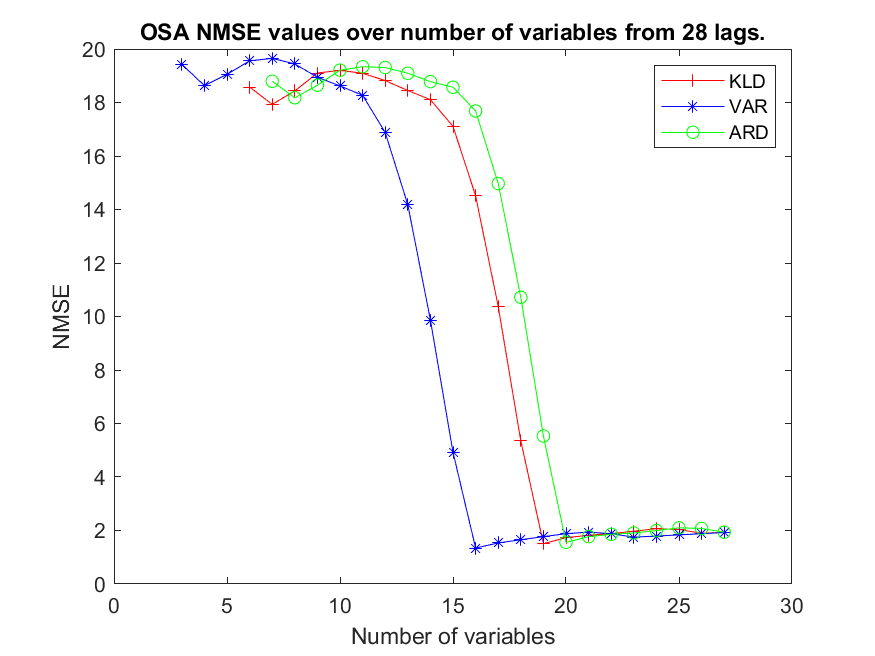 OSA NMSE values over number of variables from 28 lags.
20
18
16
14
12
10
8
6
4
2
0
NMSE
KLD
VAR
ARD
0 5 10 15 20 25 30
Number of variables